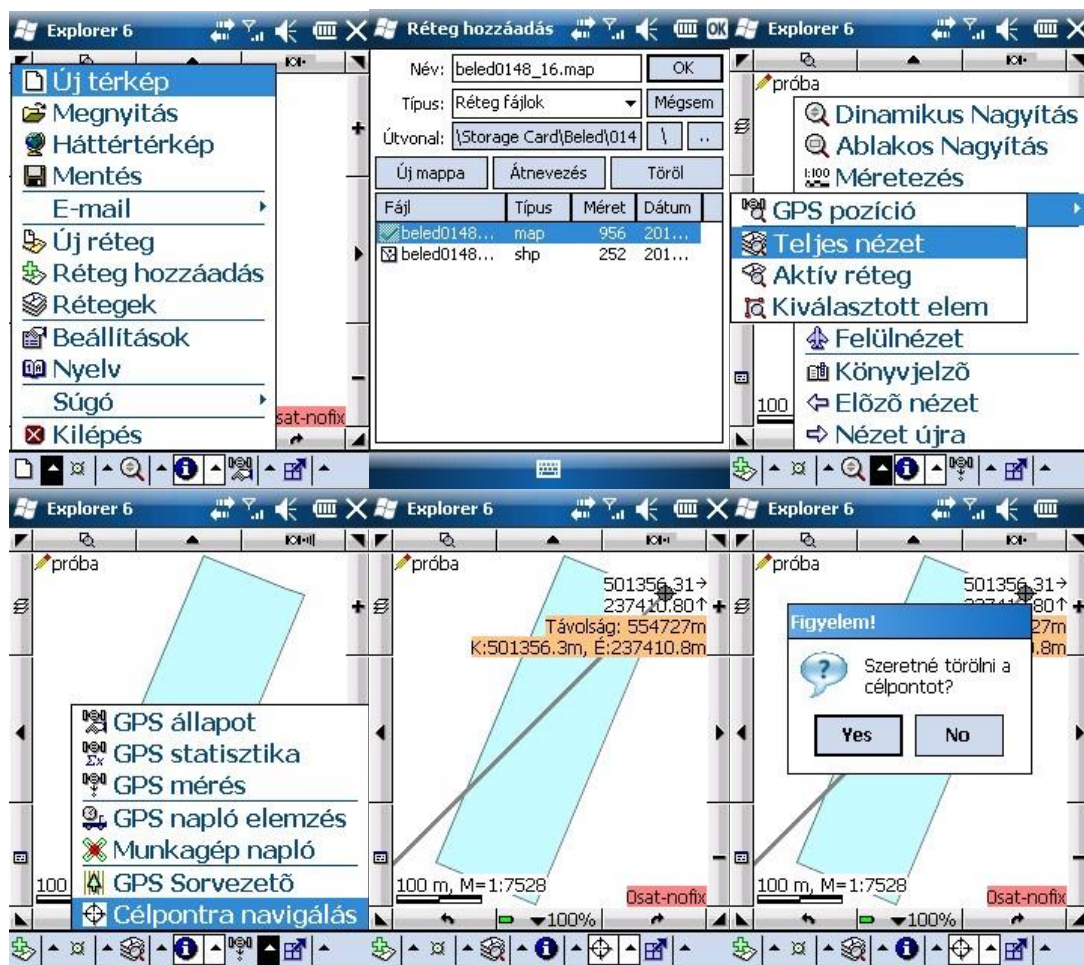 Explorer 6
Új térkép
Megnyitás
Háttértérkép
Mentés
E-mail
Új réteg
Réteg hozzáadás
Rétegek
Beállítások
Nyelv
Súgó
Kilépés
sat-nofix
Réteg hozzáadás
OK
Név: beled0148_16.map OK
Típus: Réteg fájlok Mégsem
Útvonal: \Storage Card\Beled\014 \ ..
Új mappa Átnevezés Töröl
Fájl Típus Méret Dátum
beled0148... map 956 201...
beled0148... shp 252 201...
Explorer 6
próba
Dinamikus Nagyítás
Ablakos Nagyítás
1:100 Méretezés
GPS pozíció
Teljes nézet
Aktív réteg
Kiválasztott elem
Felülnézet
Könyvjelzõ
100 Elõzõ nézet
Nézet újra
Explorer 6
próba
GPS állapot
GPS statisztika
GPS mérés
GPS napló elemzés
Munkagép napló
100 GPS Sorvezetõ
Célpontra navigálás
Explorer 6
próba
501356.31→
237410.80↑
Távolság: 554727m
K:501356.3m, É:237410.8m
100 m, M=1:7528
0sat-nofix
100%
Explorer 6
próba
501356.31→
237410.80↑
27m
.8m
Figyelem!
Szeretné törölni a
célpontot?
Yes No
100 m, M=1:7528
0sat-nofix
100%